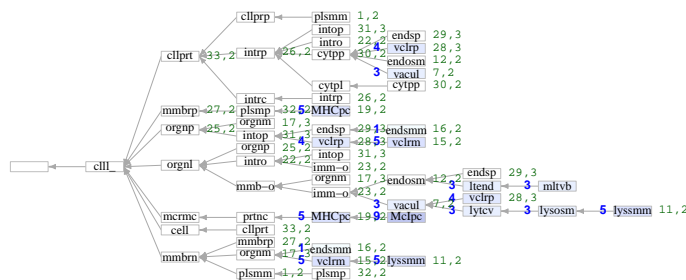 cllprp plsmm 1,2
intop 31,3
intro 22,2 endsp 29,3
cllprt 33,2 intrp 26,2 cytpp 30,2 4 vclrp 28,3
endosm 12,2
3 vacul 7,2
cytpl cytpp 30,2
intrc intrp 26,2
mmbrp 27,2 plsmp 32,2 5 MHCpc 19,2
orgnm 17,3
orgnp 25,2 intop 31,3 endsp 29,3 1 endsmm 16,2
orgnp 25,2 4 vclrp 28,3 5 vclrm 15,2
clll_ orgnl intro 22,2 intop 31,3
imm-o 23,2
orgnm 17,3 endsp 29,3
mmb-o endosm 12,2 3 ltend 3 mltvb
imm-o 23,2 4 vclrp 28,3
3 vacul 7,2 3 lytcv 3 lysosm 5 lyssmm 11,2
mcrmc prtnc 5 MHCpc 19,2 9 McIpc
cell cllprt 33,2
mmbrp 27,2
mmbrn orgnm 17,3 1 endsmm 16,2
5 vclrm 15,2 5 lyssmm 11,2
plsmm 1,2 plsmp 32,2